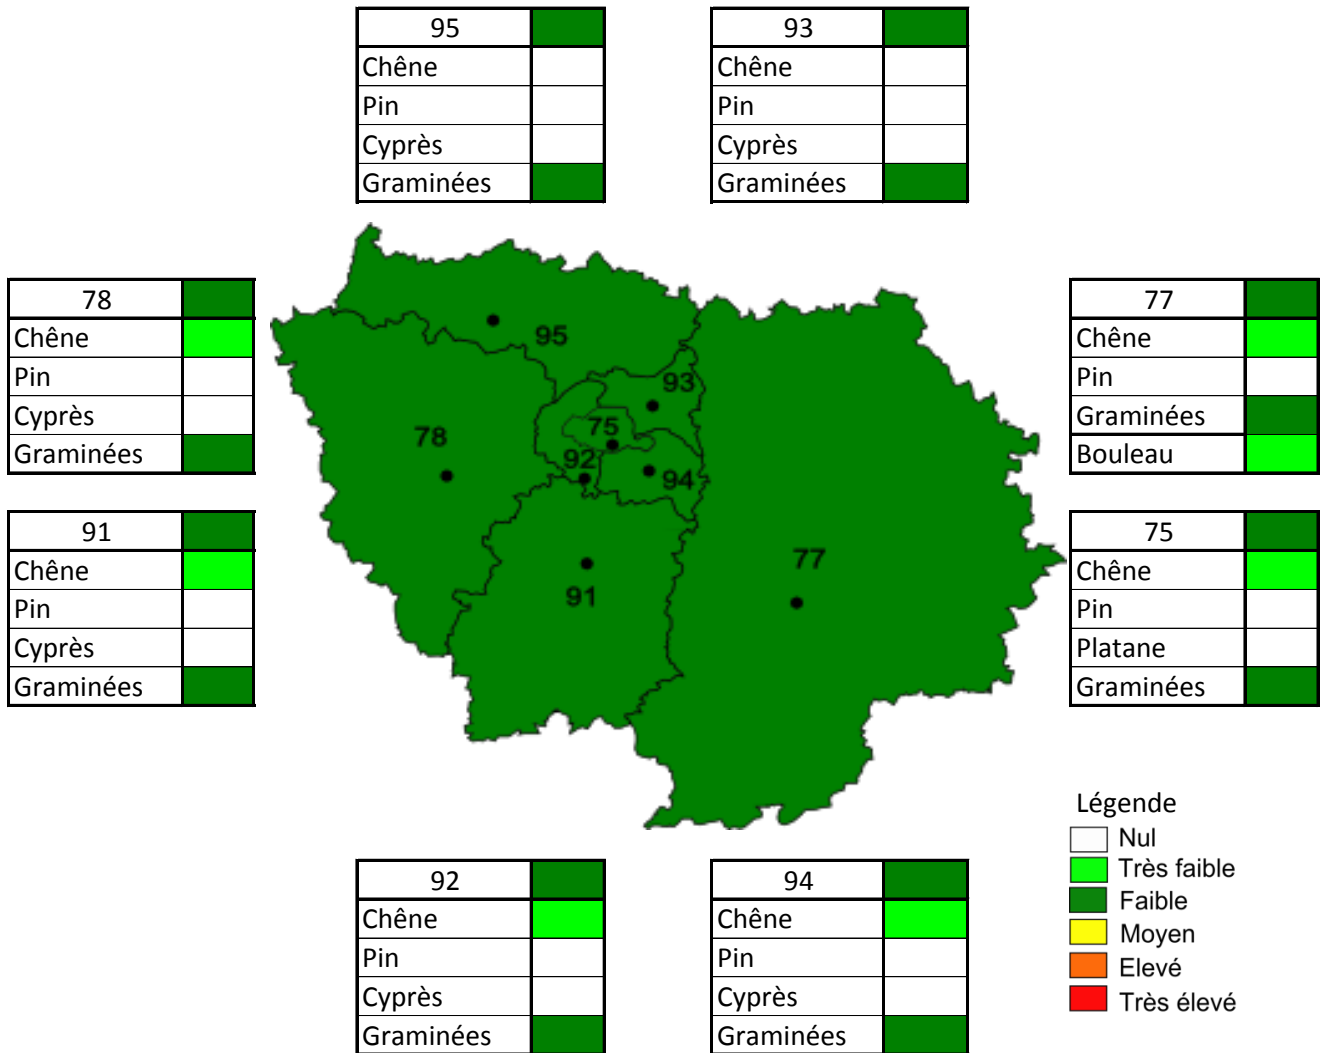 95
Chêne
Pin
Cyprès
Graminées
93
Chêne
Pin
Cyprès
Graminées
78
Chêne
Pin
Cyprès
Graminées
91
Chêne
Pin
Cyprès
Graminées
95
93
75
78
92
94
77
91
77
Chêne
Pin
Graminées
Bouleau
75
Chêne
Pin
Platane
Graminées
92
Chêne
Pin
Cyprès
Graminées
94
Chêne
Pin
Cyprès
Graminées
Légende
Nul
Très faible
Faible
Moyen
Elevé
Très élevé